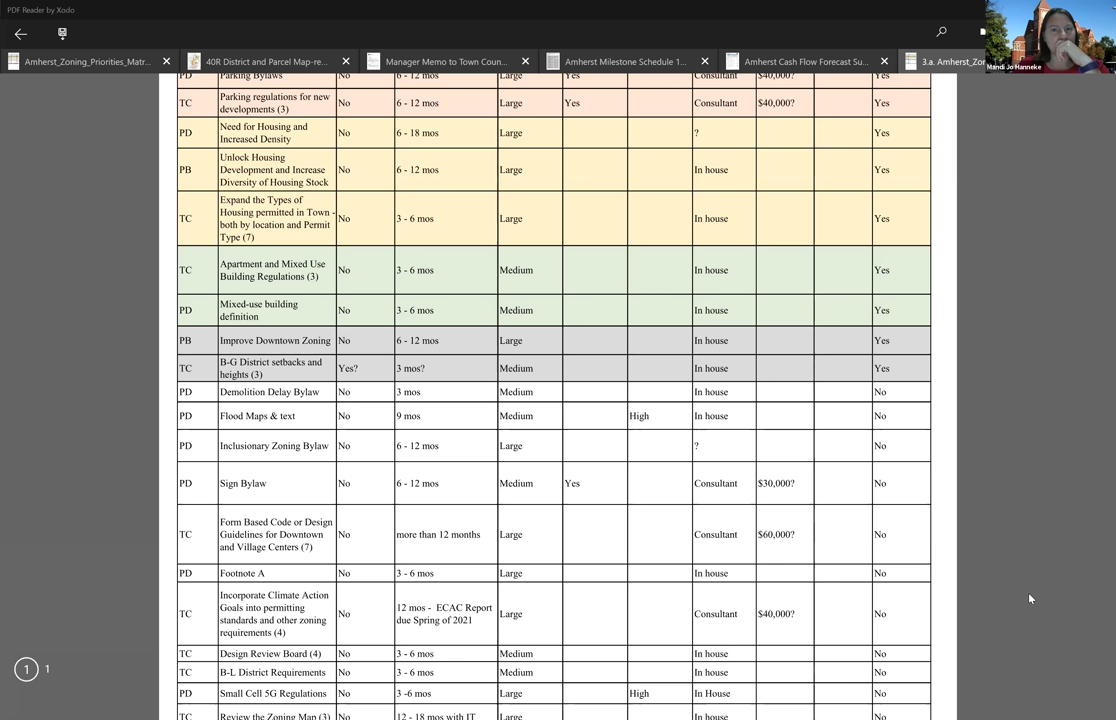 PDF Reader by Xodo
Amherst_Zoning_Priorities_Matr...
40R District and Parcel Map-re...
Manager Memo to Town Coun...
Amherst Milestone Schedule 1...
Amherst Cash Flow Forecast Su...
3.a. Amherst_Zo
Mandi Jo Hanneke
PD Parking Bylaws No 6 - 12 mos Large Yes Consultant $40,000? Yes
TC Parking regulations for new developments (3) No 6 - 12 mos Large Yes Consultant $40,000? Yes
PD Need for Housing and Increased Density No 6 - 18 mos Large ? Yes
PB Unlock Housing Development and Increase Diversity of Housing Stock No 6 - 12 mos Large In house Yes
TC Expand the Types of Housing permitted in Town - both by location and Permit Type (7) No 3 - 6 mos Large In house Yes
TC Apartment and Mixed Use Building Regulations (3) No 3 - 6 mos Medium In house Yes
PD Mixed-use building definition No 3 - 6 mos Medium In house Yes
PB Improve Downtown Zoning No 6 - 12 mos Large In house Yes
TC B-G District setbacks and heights (3) Yes? 3 mos? Medium In house Yes
PD Demolition Delay Bylaw No 3 mos Medium In house No
PD Flood Maps & text No 9 mos Medium High In house No
PD Inclusionary Zoning Bylaw No 6 - 12 mos Large ? No
PD Sign Bylaw No 6 - 12 mos Medium Yes Consultant $30,000? No
TC Form Based Code or Design Guidelines for Downtown and Village Centers (7) No more than 12 months Large Consultant $60,000? No
PD Footnote A No 3 - 6 mos Large In house No
TC Incorporate Climate Action Goals into permitting standards and other zoning requirements (4) No 12 mos - ECAC Report due Spring of 2021 Large Consultant $40,000? No
TC Design Review Board (4) No 3 - 6 mos Medium In house No
TC B-L District Requirements No 3 - 6 mos Medium In house No
PD Small Cell 5G Regulations No 3 -6 mos Large High In House No
TC Review the Zoning Map (3) No 12 - 18 mos with IT Large In house No
1 1